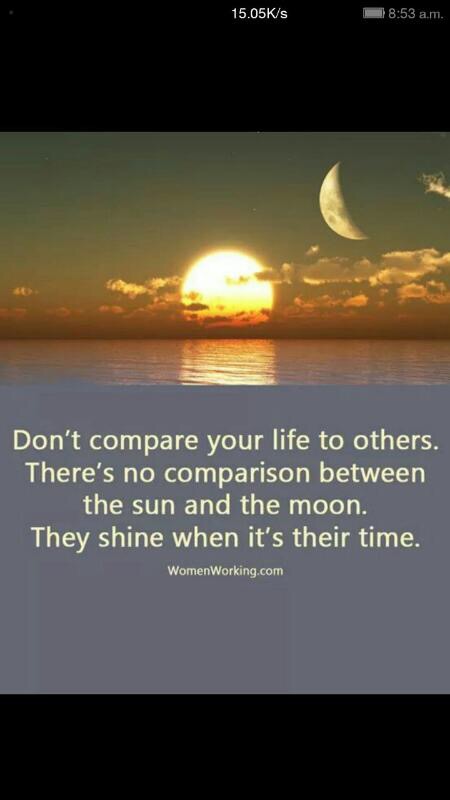 15.05K/s 8:53 a.m.
Don't compare your life to others.
There's no comparison between
the sun and the moon.
They shine when it's their time.
WomenWorking.com